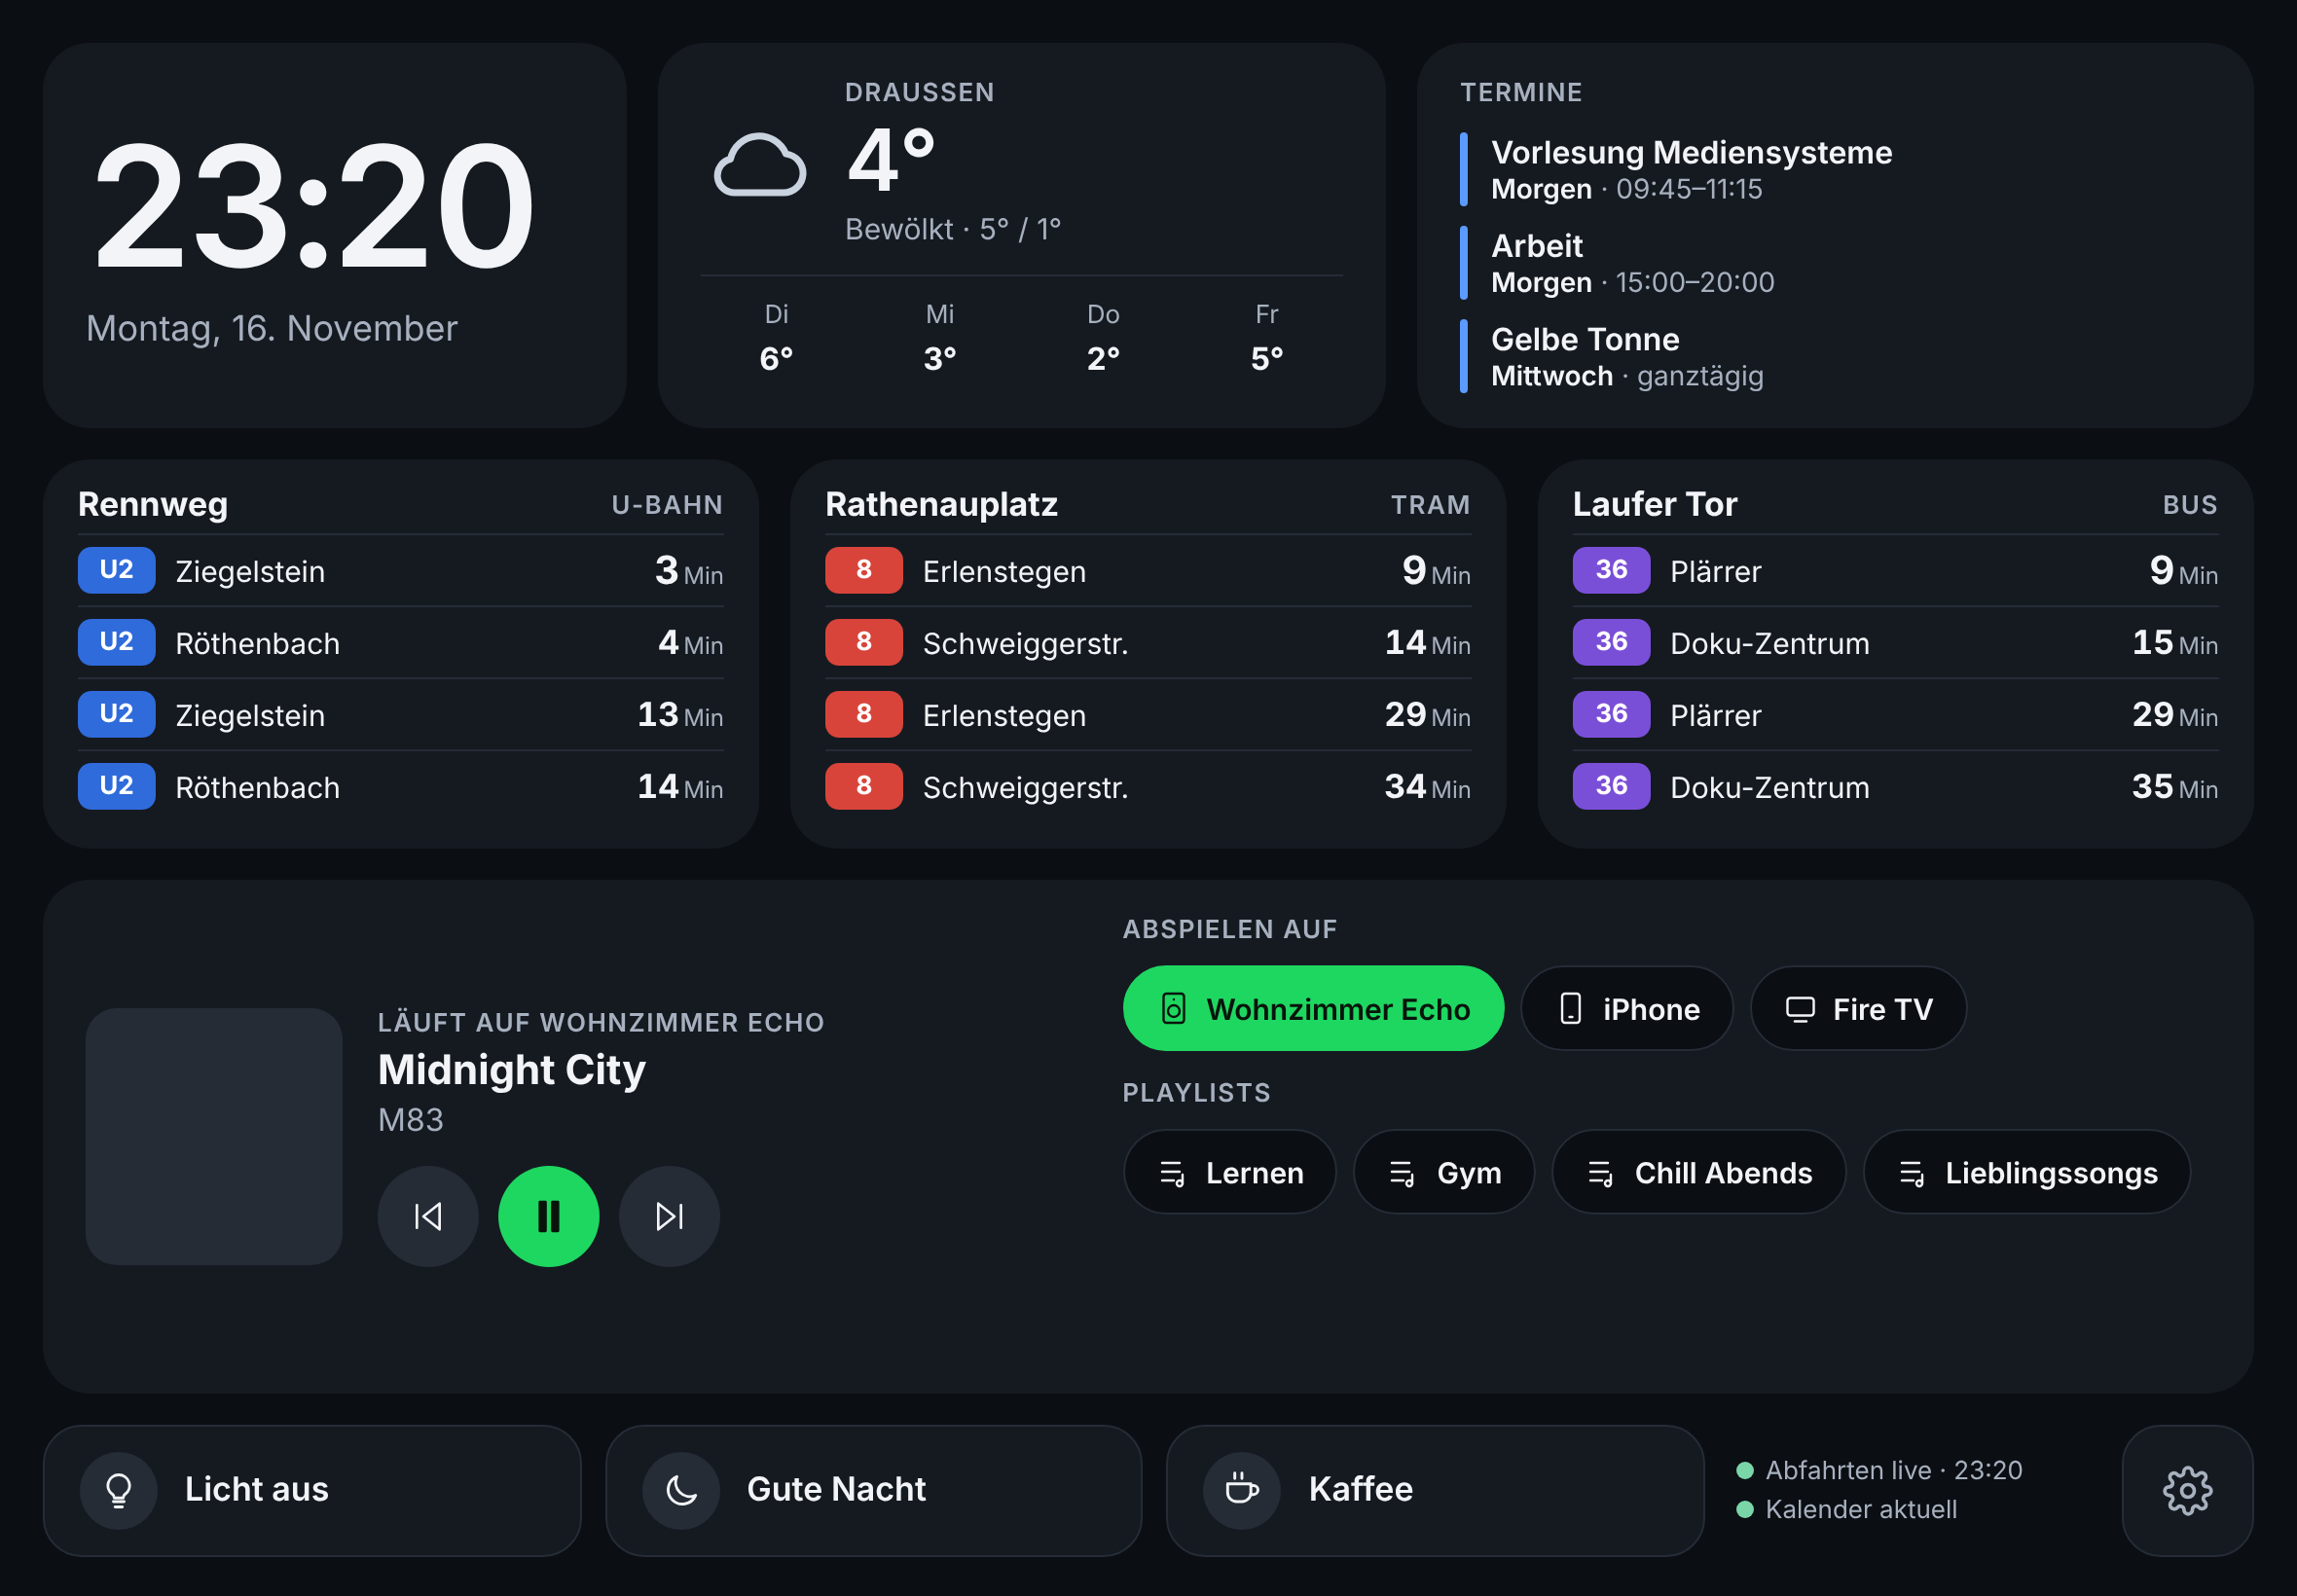 23:20
Montag, 16. November
DRAUSSEN
4°
Bewölkt · 5° / 1°
Di Mi Do Fr
6° 3° 2° 5°
TERMINE
Vorlesung Mediensysteme
Morgen · 09:45–11:15
Arbeit
Morgen · 15:00–20:00
Gelbe Tonne
Mittwoch · ganztägig
Rennweg U-BAHN
U2 Ziegelstein 3 Min
U2 Röthenbach 4 Min
U2 Ziegelstein 13 Min
U2 Röthenbach 14 Min
Rathenauplatz TRAM
8 Erlenstegen 9 Min
8 Schweiggerstr. 14 Min
8 Erlenstegen 29 Min
8 Schweiggerstr. 34 Min
Laufer Tor BUS
36 Plärrer 9 Min
36 Doku-Zentrum 15 Min
36 Plärrer 29 Min
36 Doku-Zentrum 35 Min
LÄUFT AUF WOHNZIMMER ECHO
Midnight City
M83
ABSPIELEN AUF
Wohnzimmer Echo iPhone Fire TV
PLAYLISTS
Lernen Gym Chill Abends Lieblingssongs
Licht aus
Gute Nacht
Kaffee
Abfahrten live · 23:20
Kalender aktuell